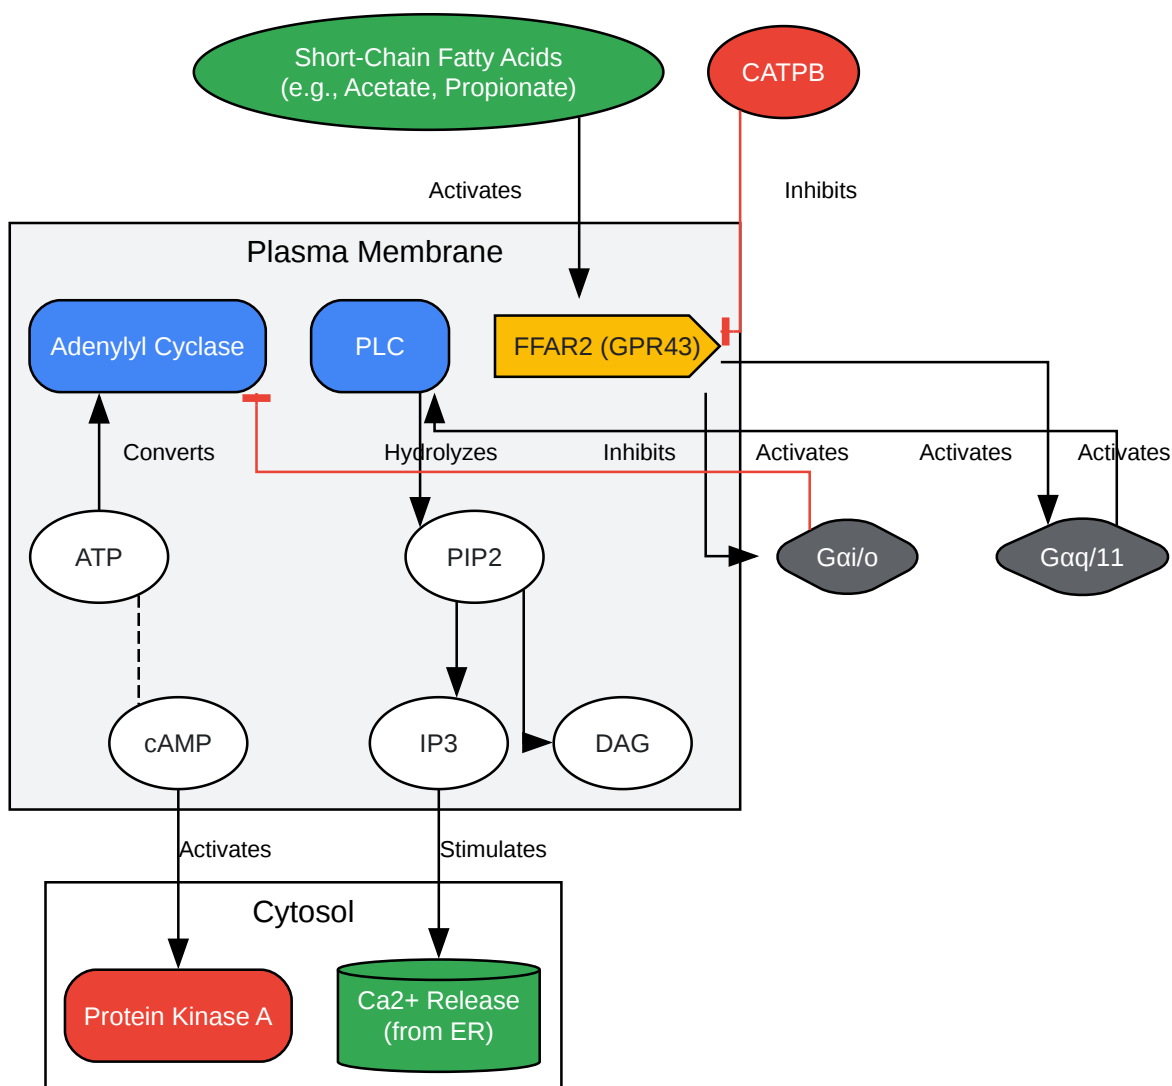 Short-Chain Fatty Acids
(e.g., Acetate, Propionate)
CATPB
Activates
Inhibits
Plasma Membrane
Adenylyl Cyclase
PLC
FFAR2 (GPR43)
Converts
Hydrolyzes
Inhibits
Activates
Activates
Activates
ATP
PIP2
Gαi/o
Gαq/11
cAMP
IP3
DAG
Activates
Stimulates
Cytosol
Protein Kinase A
Ca2+ Release
(from ER)